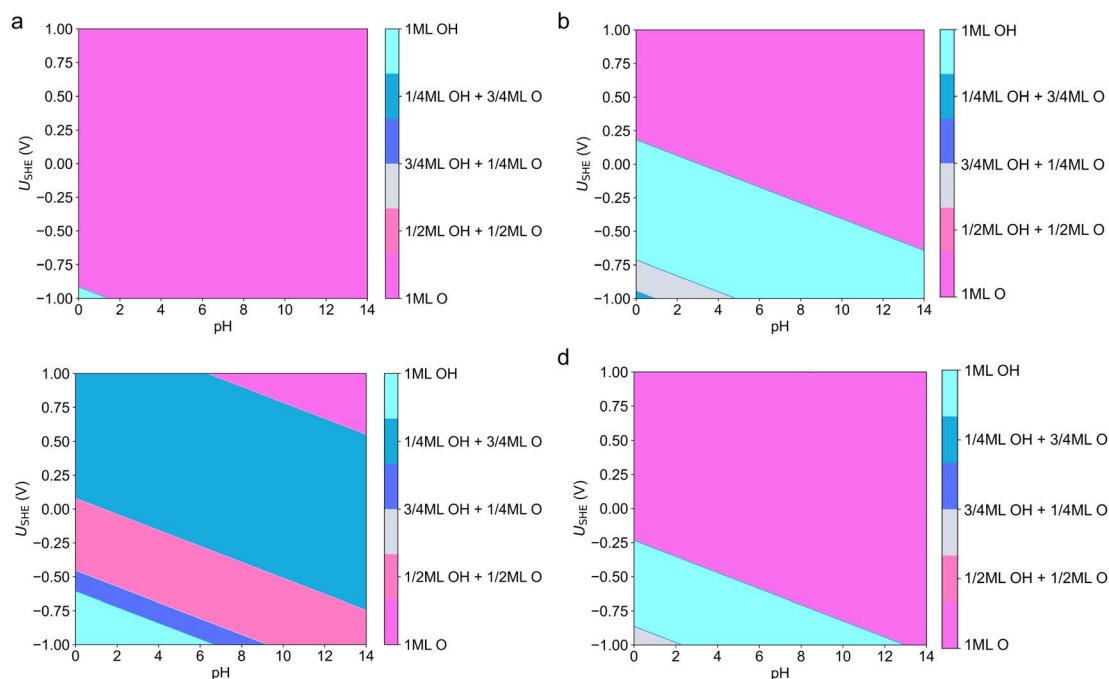 a
1.00
0.75
0.50
0.25
0.00
−0.25
−0.50
−0.75
−1.00
U_SHE (V)
0 2 4 6 8 10 12 14
pH
1ML OH
1/4ML OH + 3/4ML O
3/4ML OH + 1/4ML O
1/2ML OH + 1/2ML O
1ML O
b
1.00
0.75
0.50
0.25
0.00
−0.25
−0.50
−0.75
−1.00
U_SHE (V)
0 2 4 6 8 10 12 14
pH
1ML OH
1/4ML OH + 3/4ML O
3/4ML OH + 1/4ML O
1/2ML OH + 1/2ML O
1ML O
1.00
0.75
0.50
0.25
0.00
−0.25
−0.50
−0.75
−1.00
U_SHE (V)
0 2 4 6 8 10 12 14
pH
1ML OH
1/4ML OH + 3/4ML O
3/4ML OH + 1/4ML O
1/2ML OH + 1/2ML O
1ML O
d
1.00
0.75
0.50
0.25
0.00
−0.25
−0.50
−0.75
−1.00
U_SHE (V)
0 2 4 6 8 10 12 14
pH
1ML OH
1/4ML OH + 3/4ML O
3/4ML OH + 1/4ML O
1/2ML OH + 1/2ML O
1ML O